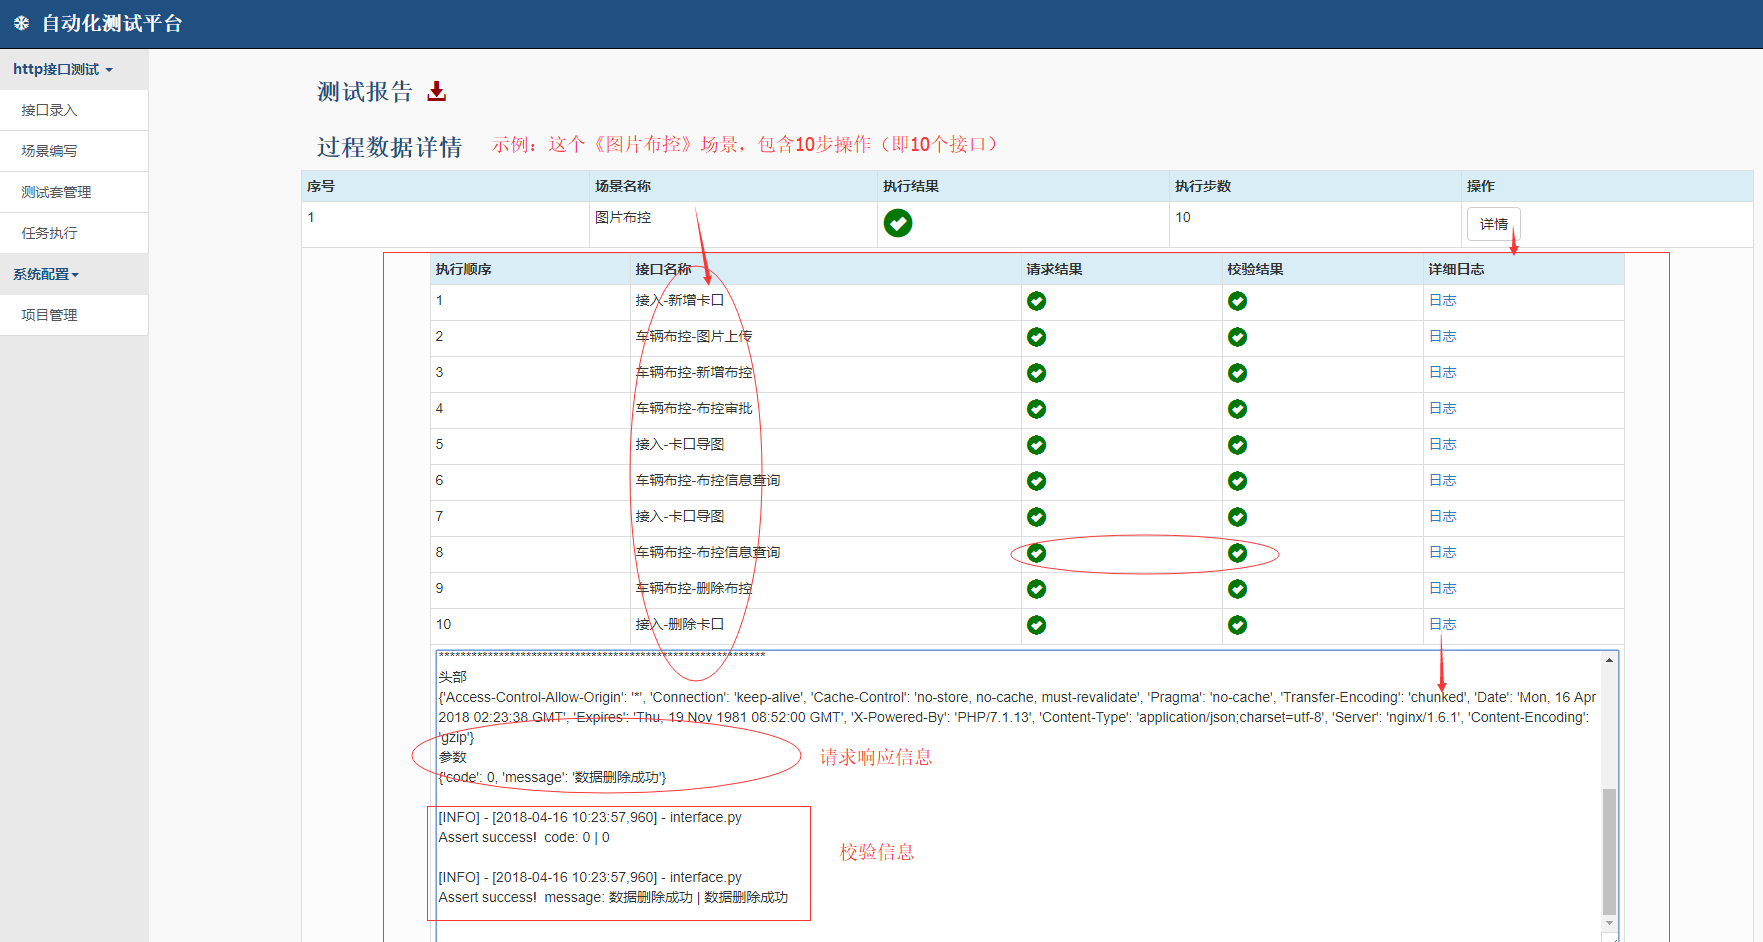 自动化测试平台
http接口测试
接口录入
场景编写
测试套管理
任务执行
系统配置
项目管理
测试报告
过程数据详情
示例：这个《图片布控》场景，包含10步操作（即10个接口）
序号 场景名称 执行结果 执行步数 操作
1 图片布控 10 详情
执行顺序 接口名称 请求结果 校验结果 详细日志
1 接入-新增卡口 日志
2 车辆布控-图片上传 日志
3 车辆布控-新增布控 日志
4 车辆布控-布控审批 日志
5 接入-卡口导图 日志
6 车辆布控-布控信息查询 日志
7 接入-卡口导图 日志
8 车辆布控-布控信息查询 日志
9 车辆布控-删除布控 日志
10 接入-删除卡口 日志
************************************************************
头部
{'Access-Control-Allow-Origin': '*', 'Connection': 'keep-alive', 'Cache-Control': 'no-store, no-cache, must-revalidate', 'Pragma': 'no-cache', 'Transfer-Encoding': 'chunked', 'Date': 'Mon, 16 Apr
2018 02:23:38 GMT', 'Expires': 'Thu, 19 Nov 1981 08:52:00 GMT', 'X-Powered-By': 'PHP/7.1.13', 'Content-Type': 'application/json;charset=utf-8', 'Server': 'nginx/1.6.1', 'Content-Encoding':
'gzip'}
参数
{'code': 0, 'message': '数据删除成功'}
请求响应信息
[INFO] - [2018-04-16 10:23:57,960] - interface.py
Assert success! code: 0 | 0
校验信息
[INFO] - [2018-04-16 10:23:57,960] - interface.py
Assert success! message: 数据删除成功 | 数据删除成功